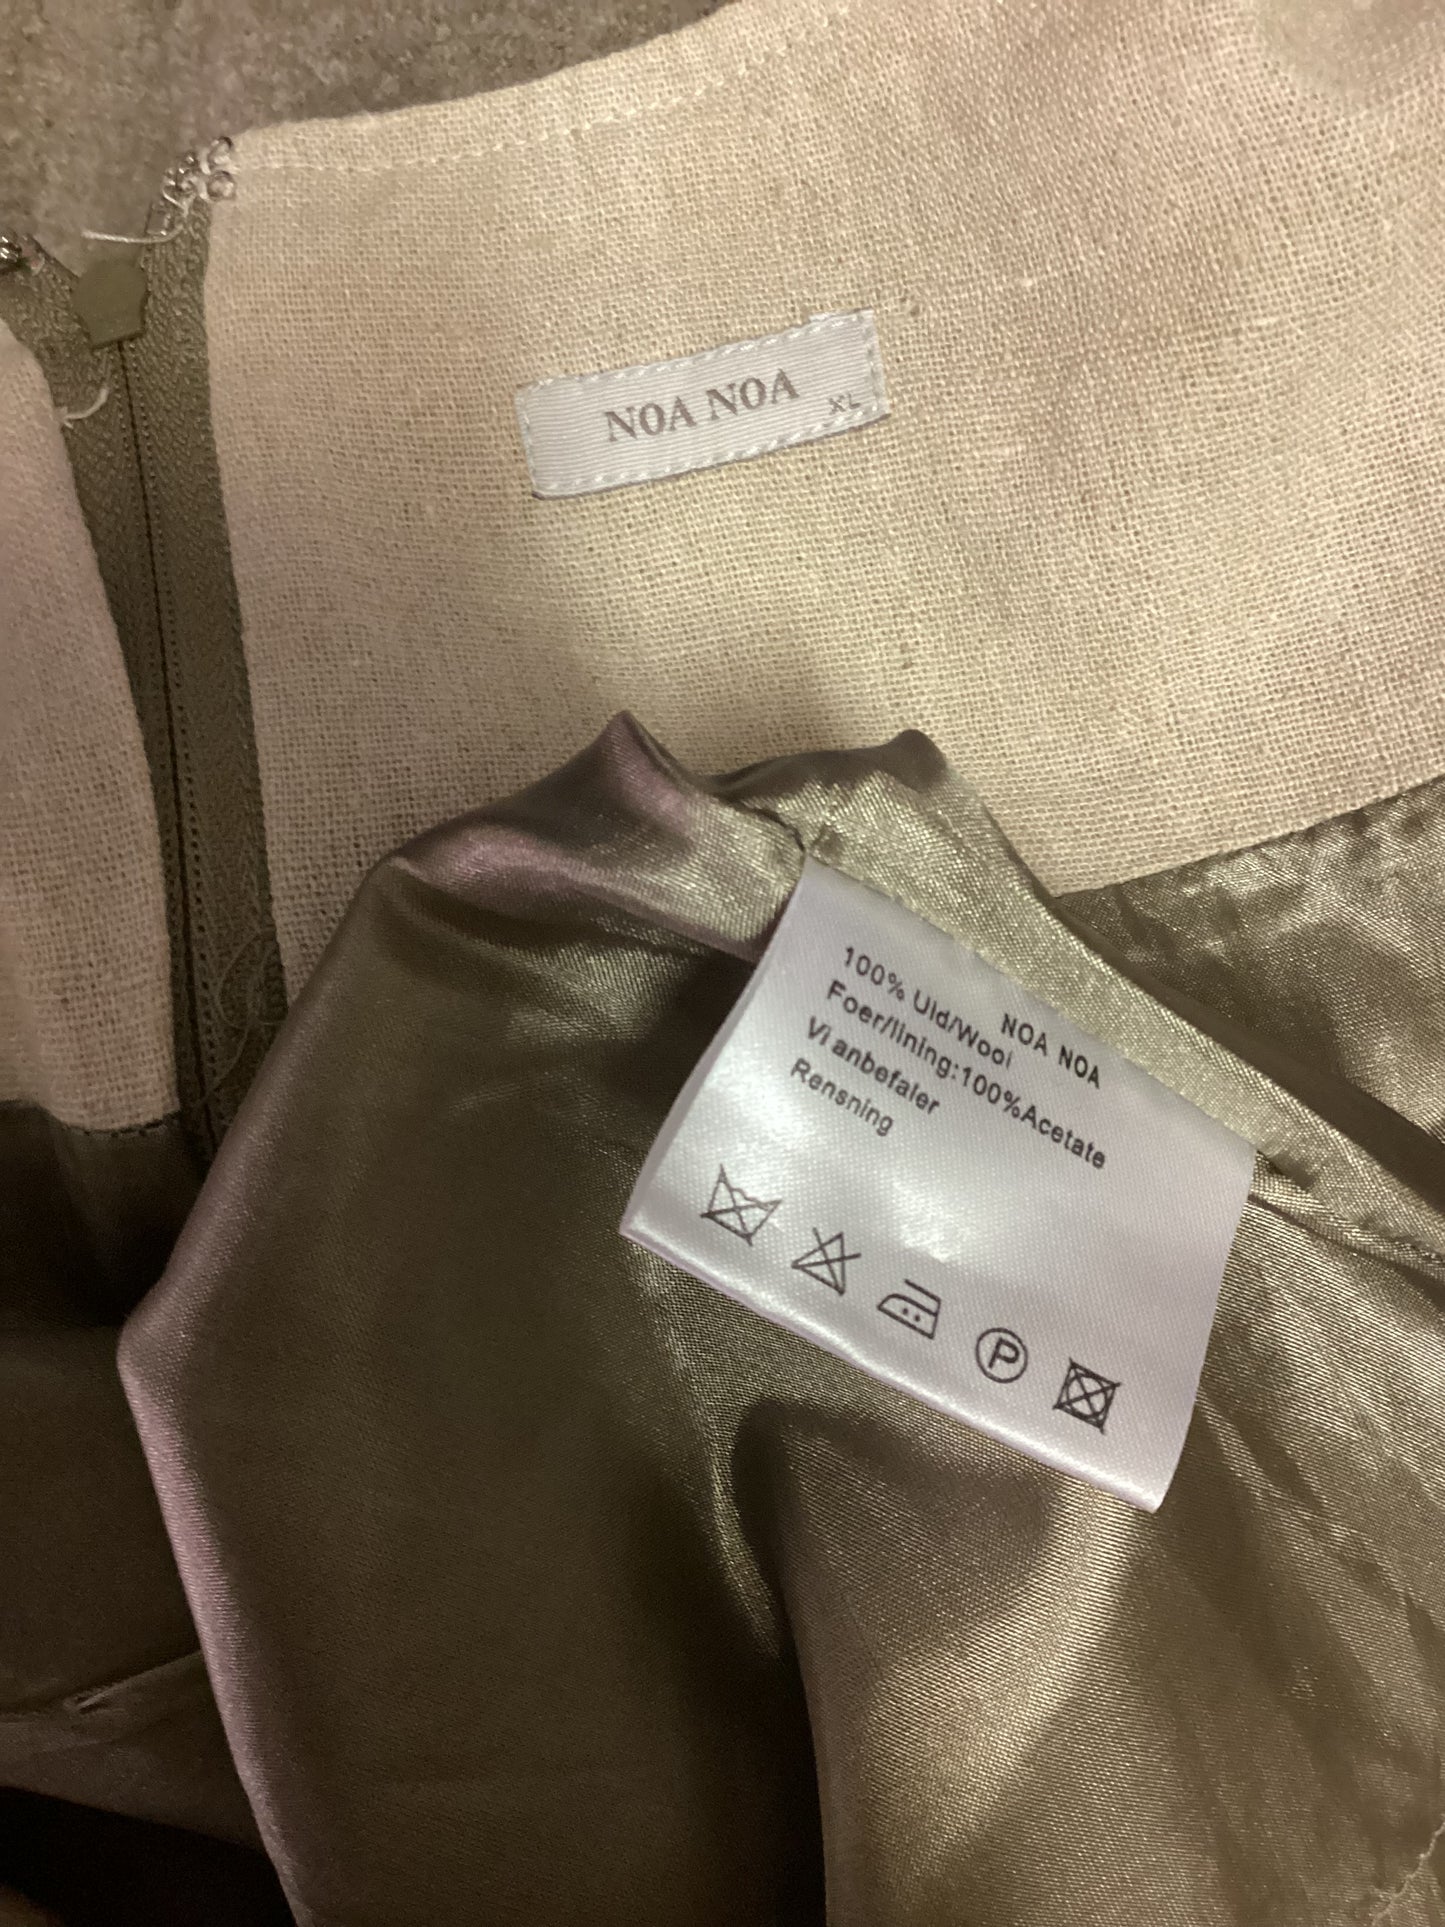 NOA NOA
XL
NOA NOA
100% Uld/Wool
Foer/lining:100%Acetate
Vi anbefaler
Rensning
P